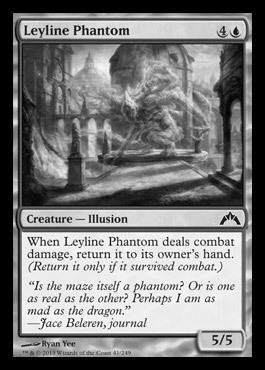 Leyline Phantom 4
Creature — Illusion
When Leyline Phantom deals combat
damage, return it to its owner's hand.
(Return it only if it survived combat.)
"Is the maze itself a phantom? Or is one
as real as the other? Perhaps I am as
mad as the dragon."
—Jace Beleren, journal
5/5
Ryan Yee
™ & © 2013 Wizards of the Coast 41/249